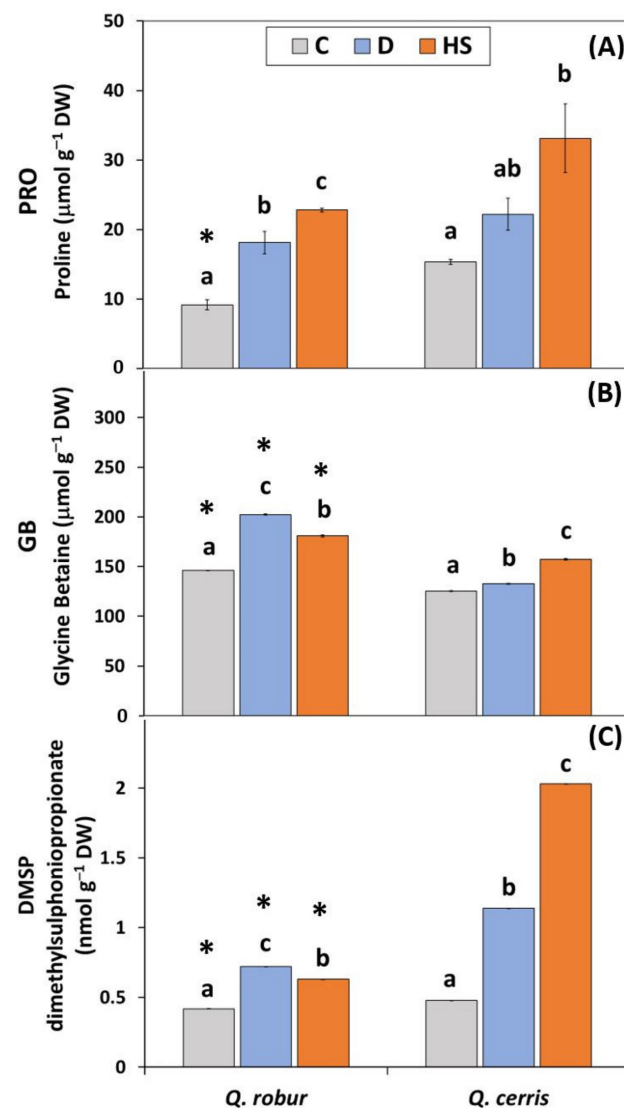 C D HS
(A)
PRO
Proline (μmol g⁻¹ DW)
50
40
30
20
10
0
*
a
b
c
a
ab
b
(B)
GB
Glycine Betaine (μmol g⁻¹ DW)
300
250
200
150
100
50
0
*
a
*
c
*
b
a
b
c
(C)
DMSP
dimethylsulphoniopropionate
(nmol g⁻¹ DW)
2
1.5
1
0.5
0
*
a
*
c
*
b
a
b
c
Q. robur Q. cerris